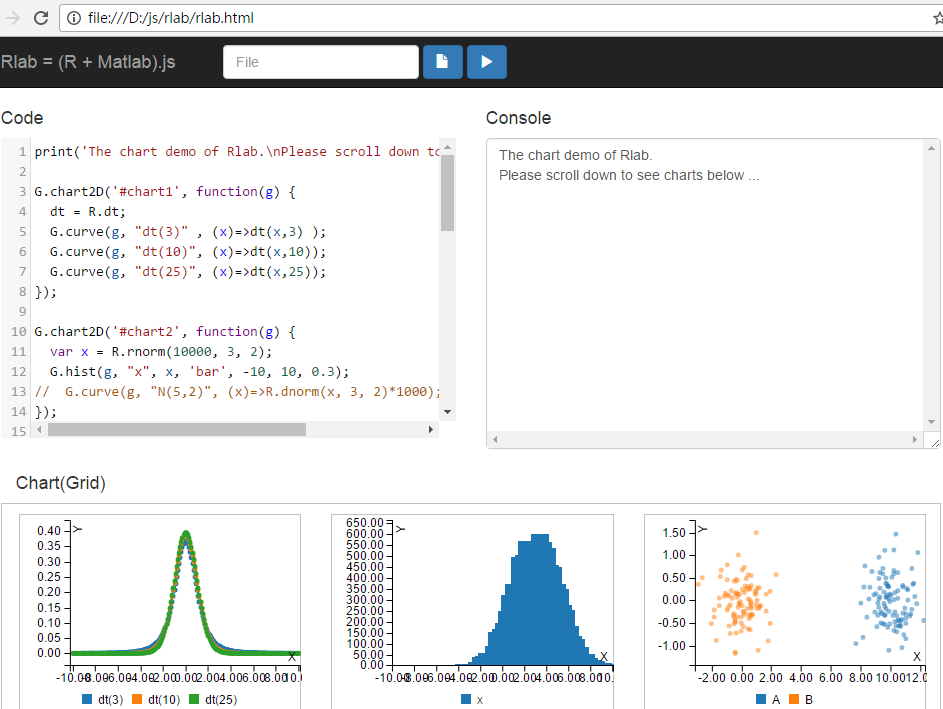 file:///D:/js/rlab/rlab.html
Rlab = (R + Matlab).js
File
Code
Console
1 print('The chart demo of Rlab.\nPlease scroll down to
2
3 G.chart2D('#chart1', function(g) {
4 dt = R.dt;
5 G.curve(g, "dt(3)" , (x)=>dt(x,3) );
6 G.curve(g, "dt(10)", (x)=>dt(x,10));
7 G.curve(g, "dt(25)", (x)=>dt(x,25));
8 });
9
10 G.chart2D('#chart2', function(g) {
11 var x = R.rnorm(10000, 3, 2);
12 G.hist(g, "x", x, 'bar', -10, 10, 0.3);
13 // G.curve(g, "N(5,2)", (x)=>R.dnorm(x, 3, 2)*1000);
14 });
15
The chart demo of Rlab.
Please scroll down to see charts below ...
Chart(Grid)
Y
0.40
0.35
0.30
0.25
0.20
0.15
0.10
0.05
0.00
X
-10.00 -8.00 -6.00 -4.00 -2.00 0.00 2.00 4.00 6.00 8.00 10.0
dt(3) dt(10) dt(25)
Y
650.00
600.00
550.00
500.00
450.00
400.00
350.00
300.00
250.00
200.00
150.00
100.00
50.00
0.00
X
-10.00 -8.00 -6.00 -4.00 -2.00 0.00 2.00 4.00 6.00 8.00 10.0
x
Y
1.50
1.00
0.50
0.00
-0.50
-1.00
X
-2.00 0.00 2.00 4.00 6.00 8.00 10.00 12.0
A B